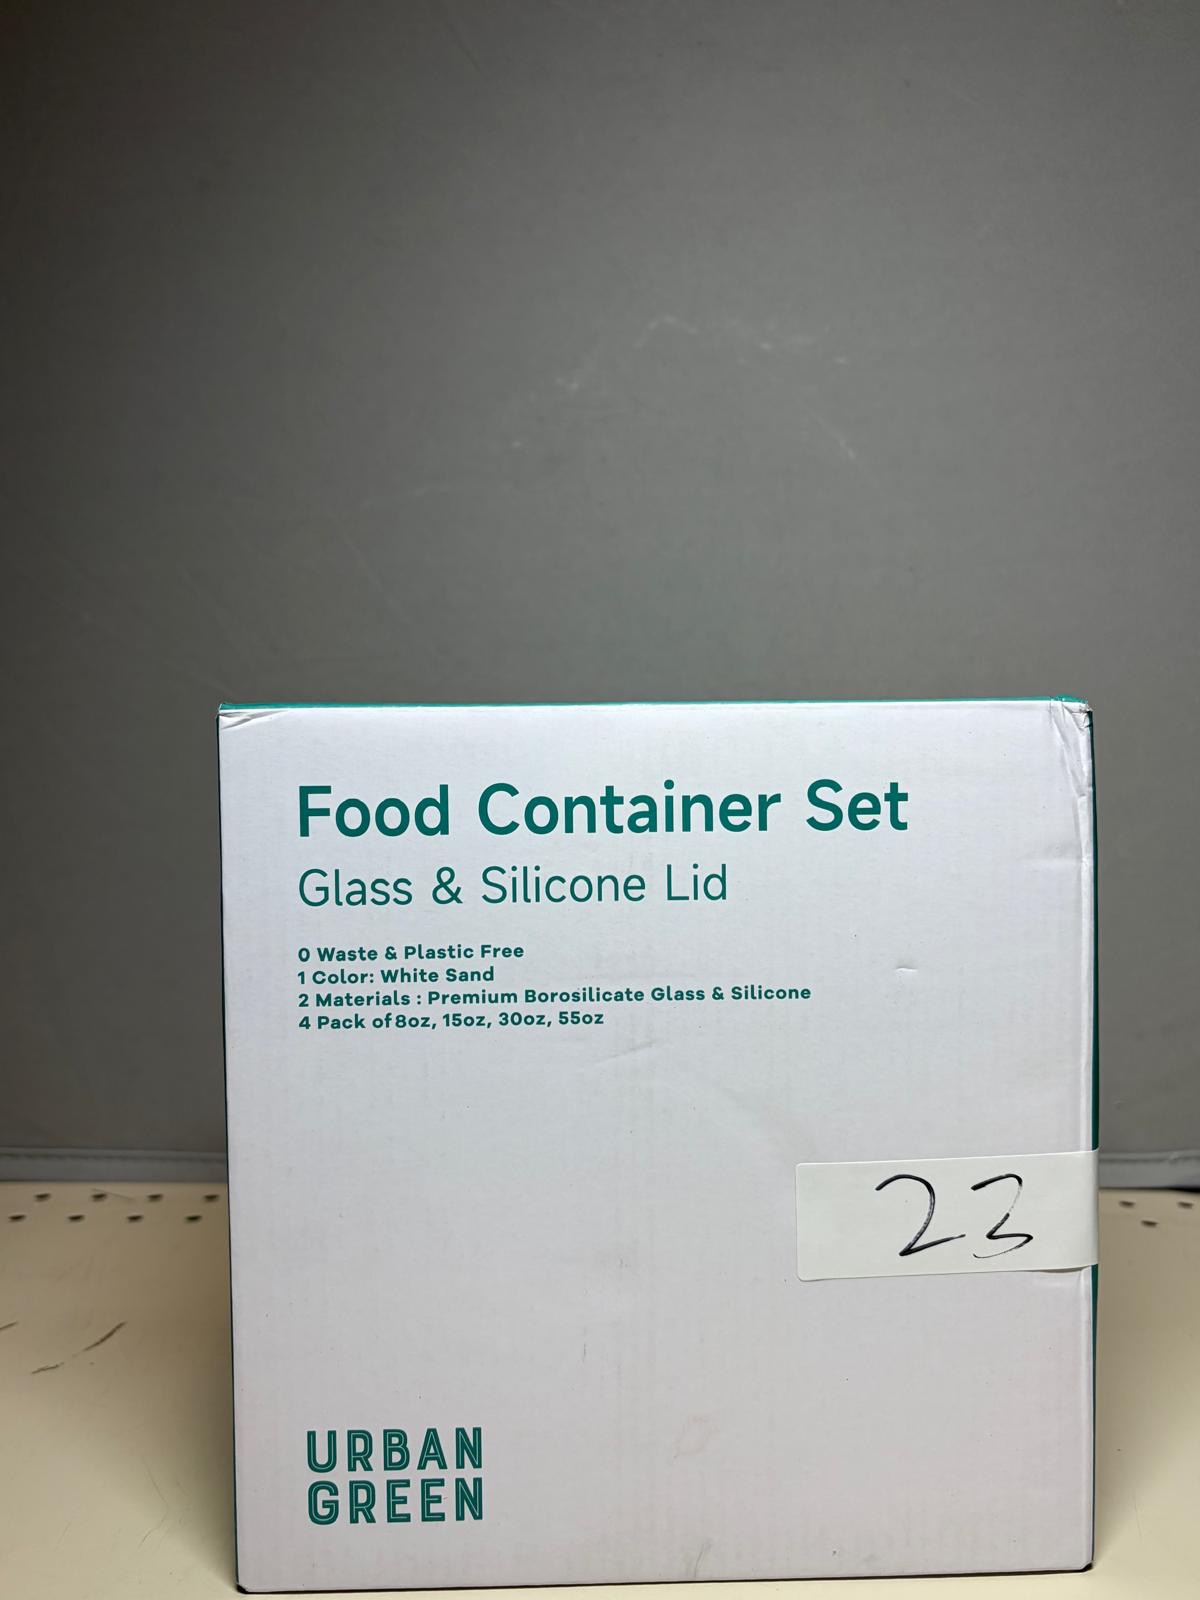 Food Container Set
Glass & Silicone Lid
0 Waste & Plastic Free
1 Color: White Sand
2 Materials : Premium Borosilicate Glass & Silicone
4 Pack of 8oz, 15oz, 30oz, 55oz
23
URBAN
GREEN